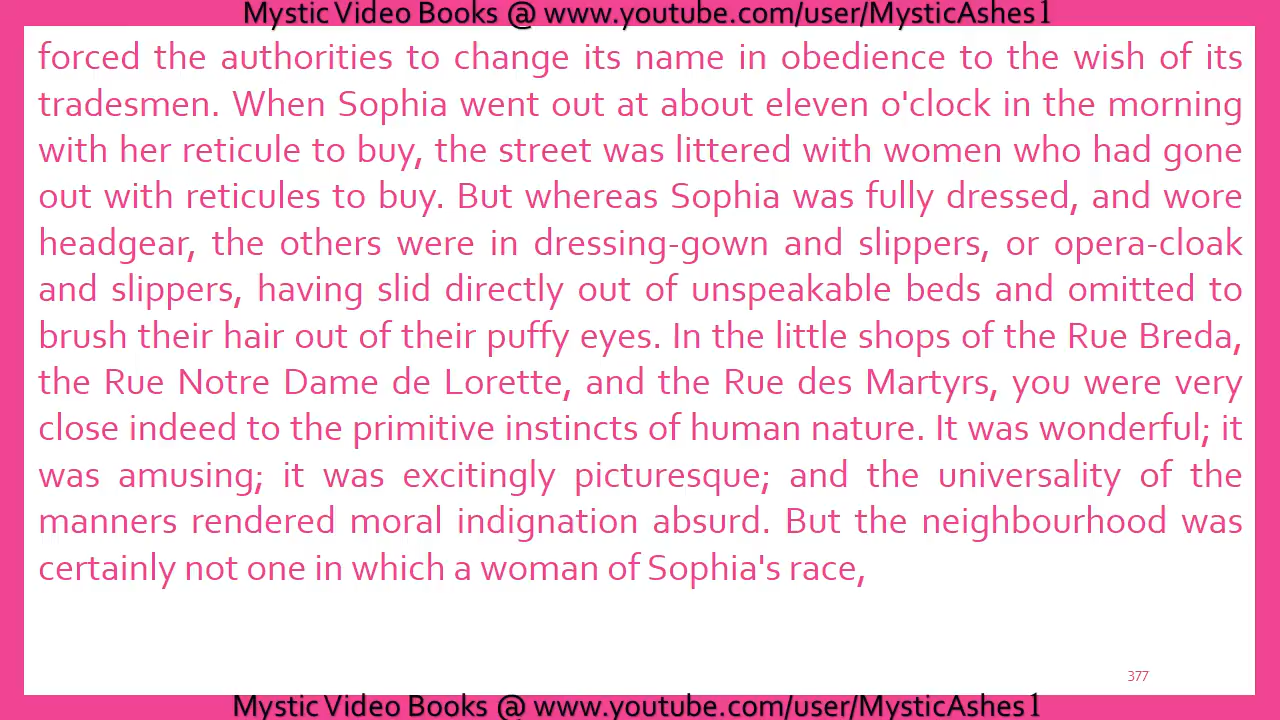 Mystic Video Books @ www.youtube.com/user/MysticAshes1
forced the authorities to change its name in obedience to the wish of its
tradesmen. When Sophia went out at about eleven o'clock in the morning
with her reticule to buy, the street was littered with women who had gone
out with reticules to buy. But whereas Sophia was fully dressed, and wore
headgear, the others were in dressing-gown and slippers, or opera-cloak
and slippers, having slid directly out of unspeakable beds and omitted to
brush their hair out of their puffy eyes. In the little shops of the Rue Breda,
the Rue Notre Dame de Lorette, and the Rue des Martyrs, you were very
close indeed to the primitive instincts of human nature. It was wonderful; it
was amusing; it was excitingly picturesque; and the universality of the
manners rendered moral indignation absurd. But the neighbourhood was
certainly not one in which a woman of Sophia's race,
377
Mystic Video Books @ www.youtube.com/user/MysticAshes1